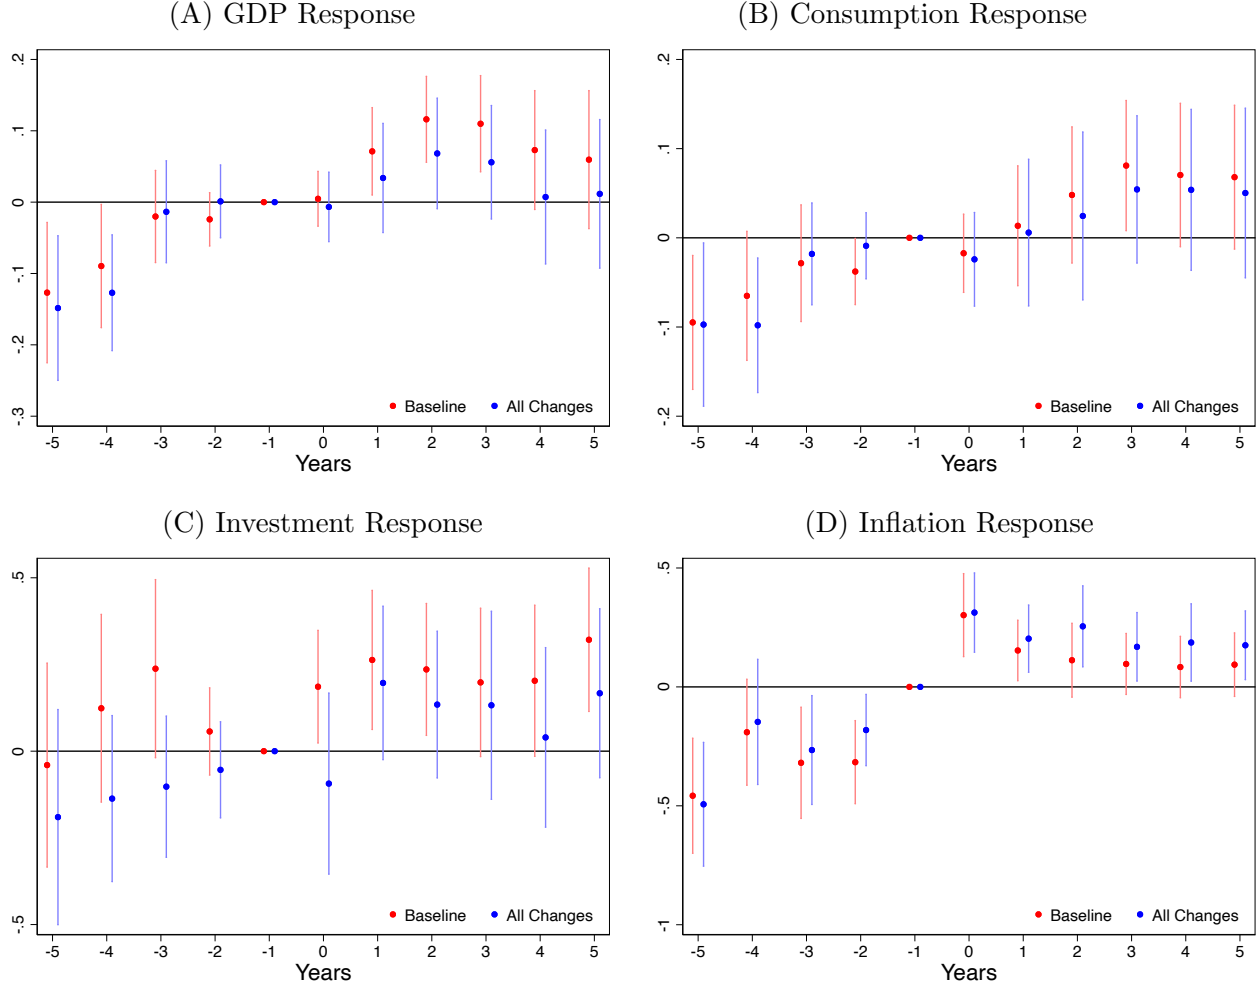 (A) GDP Response
.2
.1
0
-.1
-.2
-.3
Baseline All Changes
-5 -4 -3 -2 -1 0 1 2 3 4 5
Years
(B) Consumption Response
.2
.1
0
-.1
-.2
Baseline All Changes
-5 -4 -3 -2 -1 0 1 2 3 4 5
Years
(C) Investment Response
.5
0
-.5
Baseline All Changes
-5 -4 -3 -2 -1 0 1 2 3 4 5
Years
(D) Inflation Response
.5
0
-.5
-1
Baseline All Changes
-5 -4 -3 -2 -1 0 1 2 3 4 5
Years